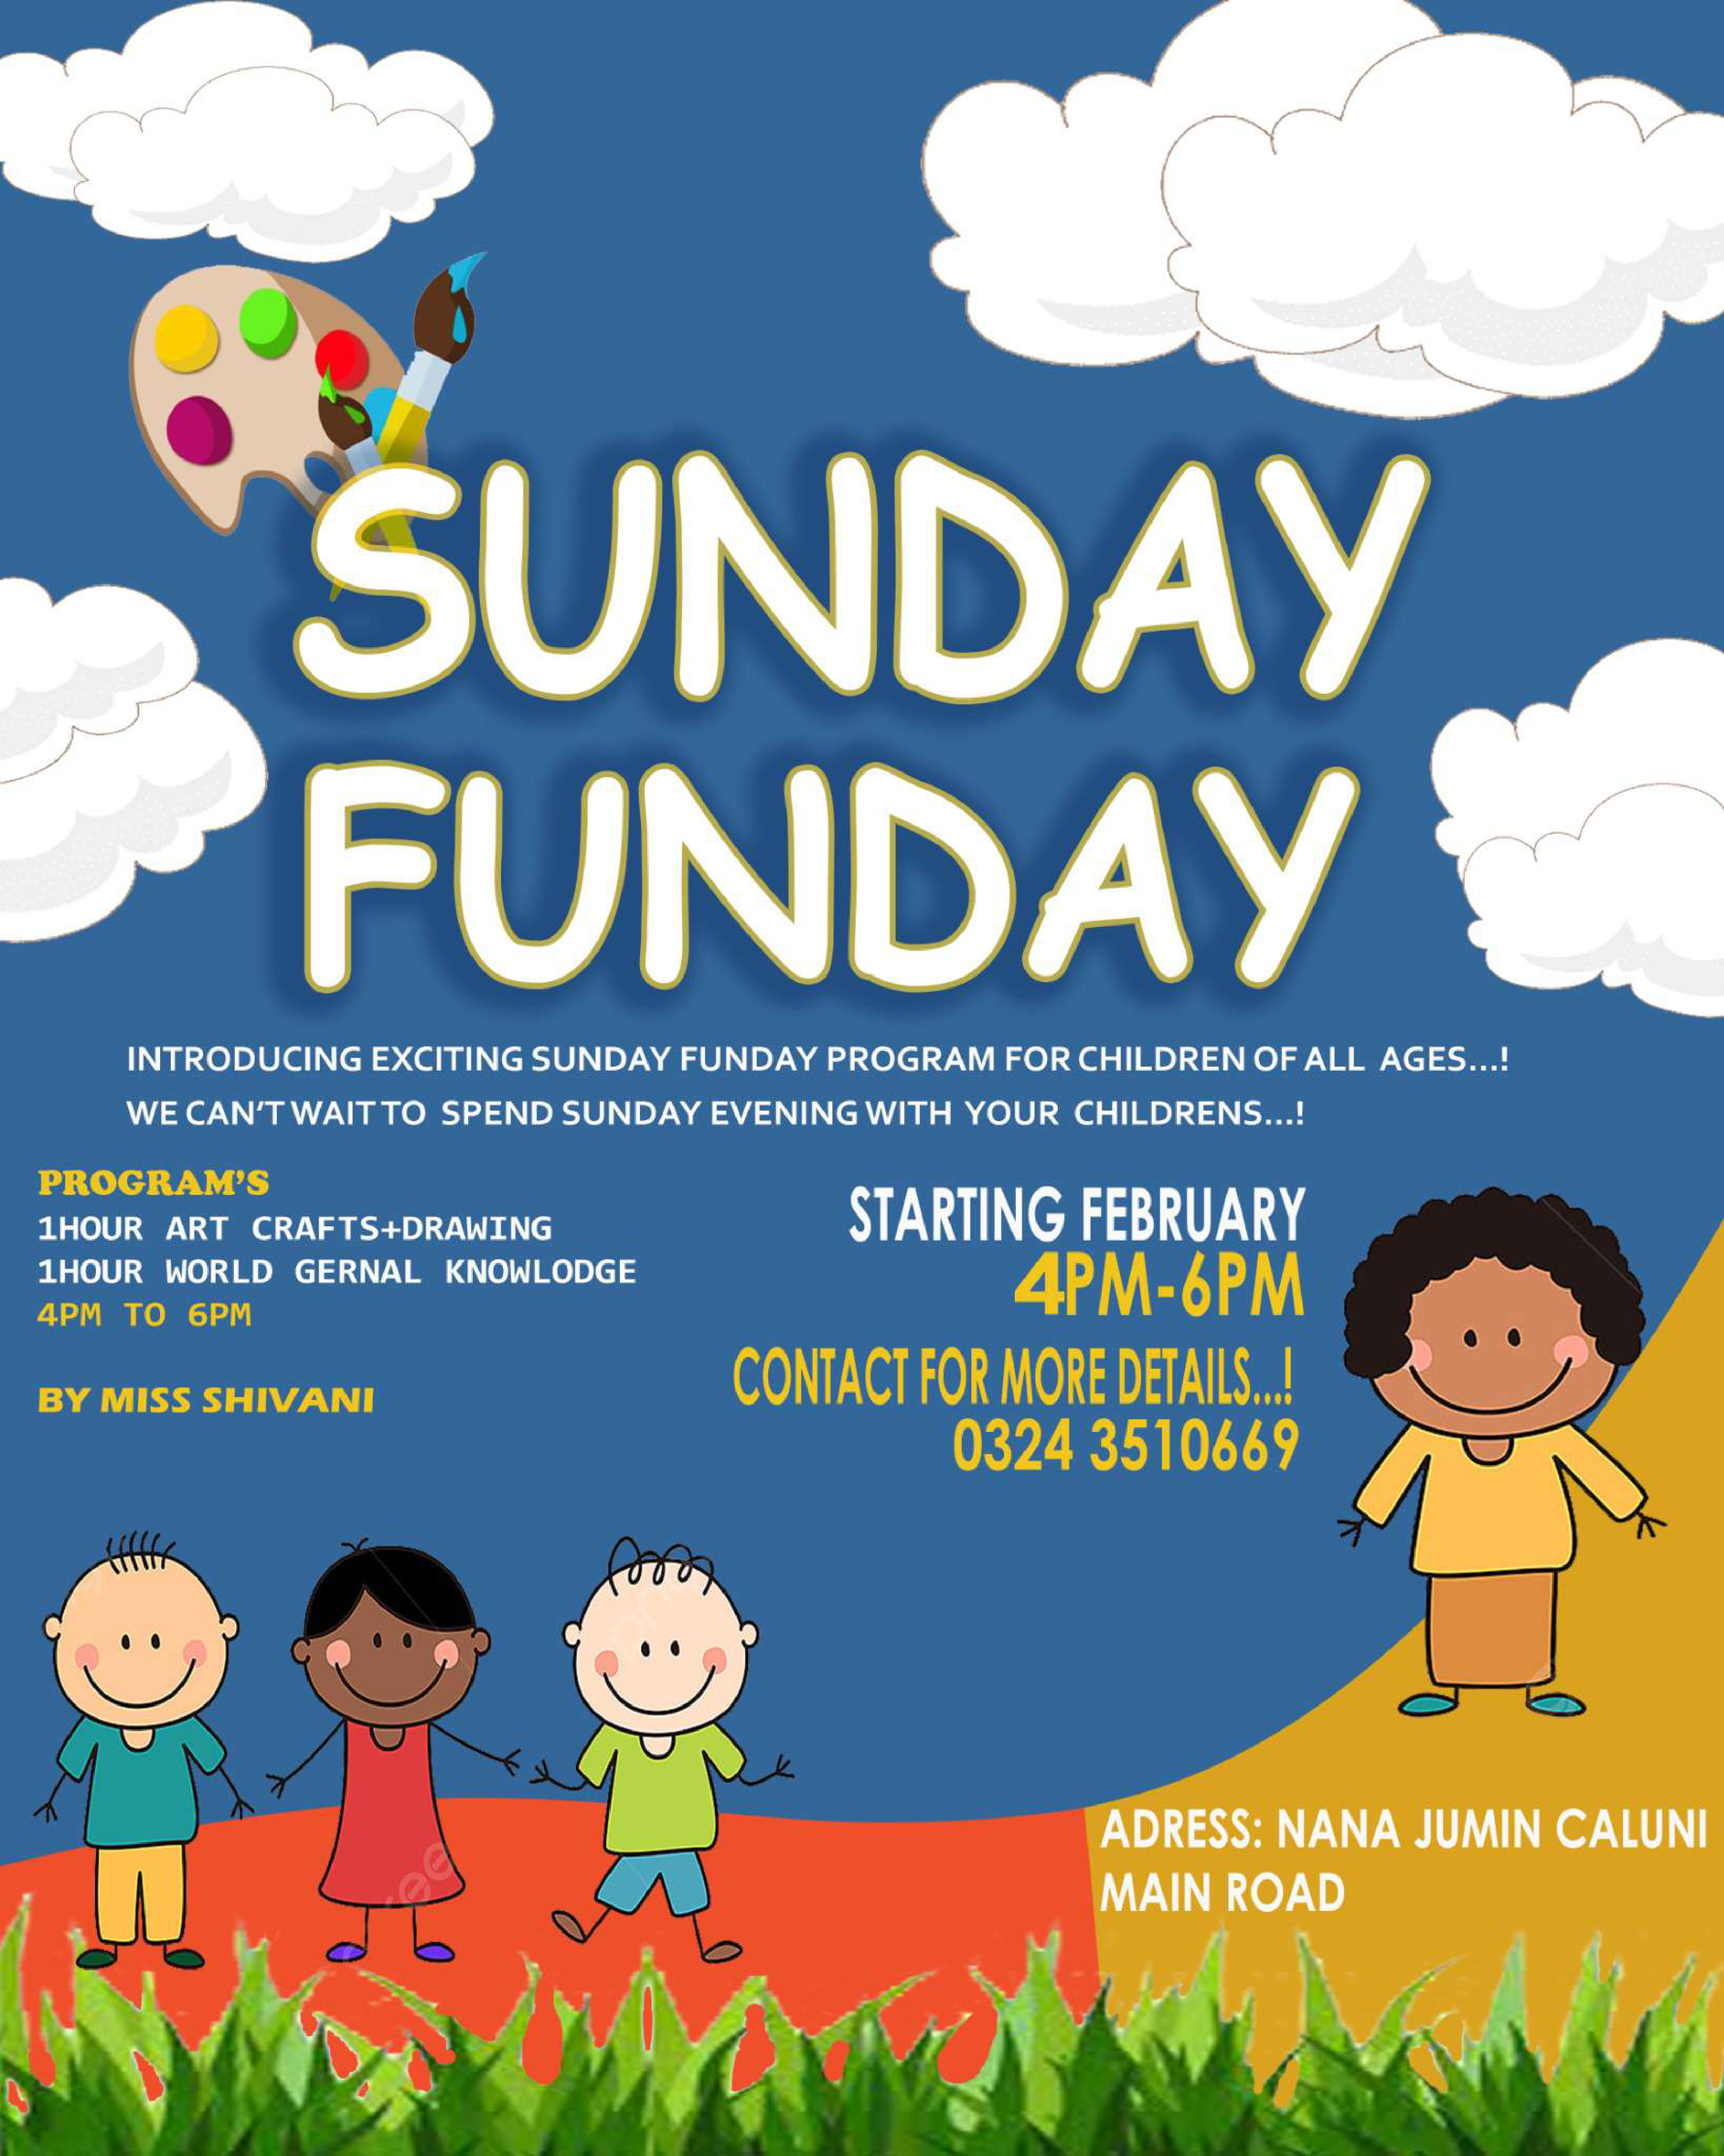 SUNDAY
FUNDAY
INTRODUCING EXCITING SUNDAY FUNDAY PROGRAM FOR CHILDREN OF ALL AGES...!
WE CAN'T WAIT TO SPEND SUNDAY EVENING WITH YOUR CHILDRENS...!
PROGRAM'S
1HOUR ART CRAFTS+DRAWING
1HOUR WORLD GERNAL KNOWLODGE
4PM TO 6PM
BY MISS SHIVANI
STARTING FEBRUARY
4PM-6PM
CONTACT FOR MORE DETAILS...!
0324 3510669
ADRESS: NANA JUMIN CALUNI
MAIN ROAD